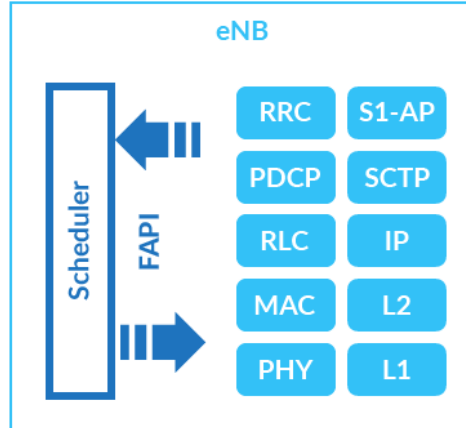 eNB
Scheduler
FAPI
RRC S1-AP
PDCP SCTP
RLC IP
MAC L2
PHY L1